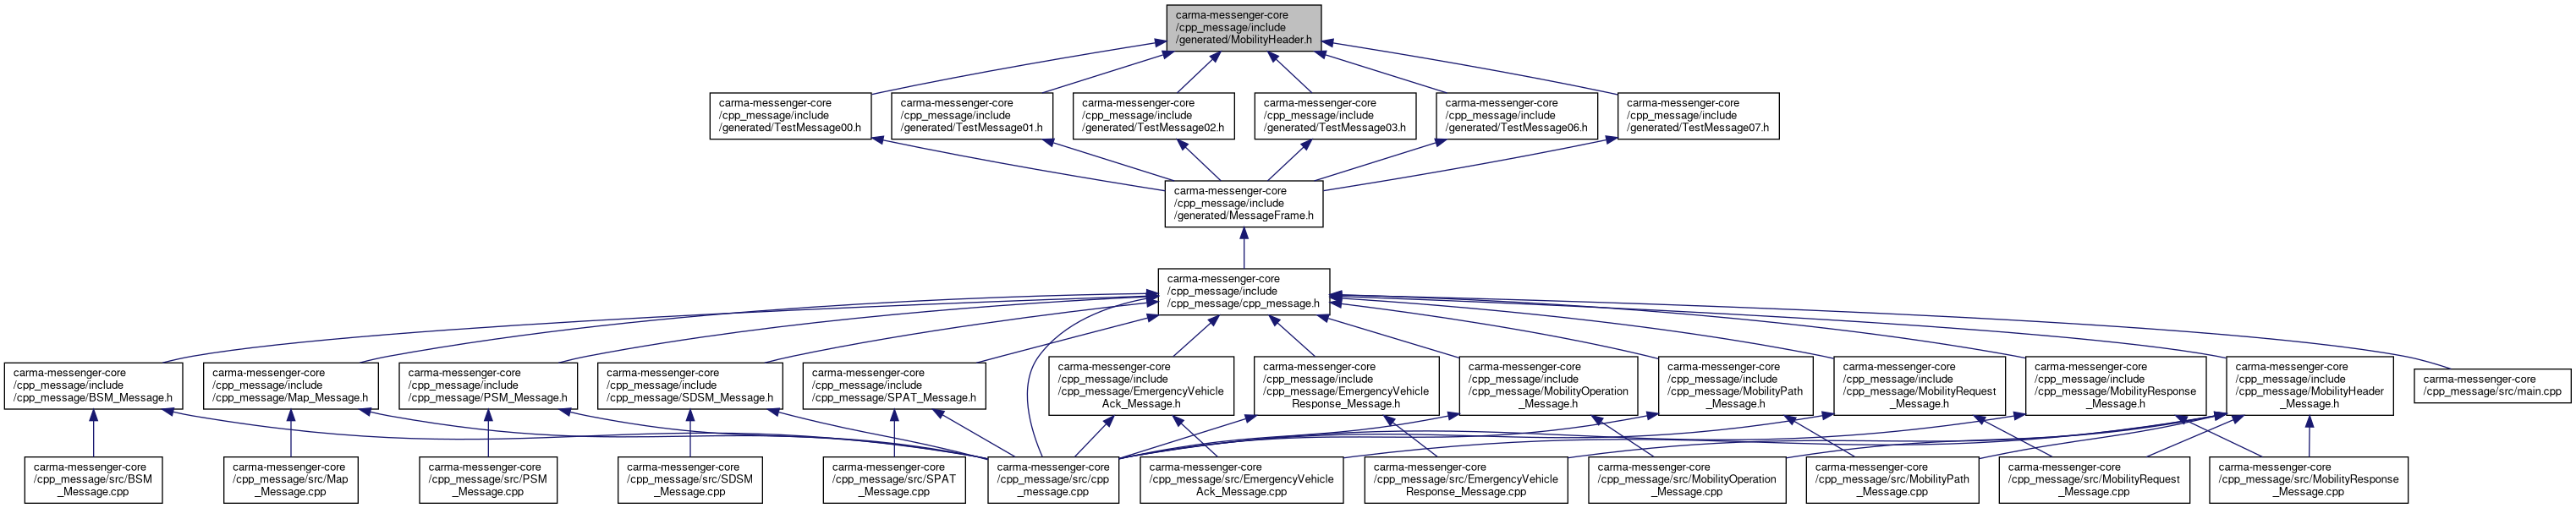 carma-messenger-core
/cpp_message/include
/generated/MobilityHeader.h
carma-messenger-core
/cpp_message/include
/generated/TestMessage00.h
carma-messenger-core
/cpp_message/include
/generated/TestMessage01.h
carma-messenger-core
/cpp_message/include
/generated/TestMessage02.h
carma-messenger-core
/cpp_message/include
/generated/TestMessage03.h
carma-messenger-core
/cpp_message/include
/generated/TestMessage06.h
carma-messenger-core
/cpp_message/include
/generated/TestMessage07.h
carma-messenger-core
/cpp_message/include
/generated/MessageFrame.h
carma-messenger-core
/cpp_message/include
/cpp_message/cpp_message.h
carma-messenger-core
/cpp_message/include
/cpp_message/BSM_Message.h
carma-messenger-core
/cpp_message/include
/cpp_message/Map_Message.h
carma-messenger-core
/cpp_message/include
/cpp_message/PSM_Message.h
carma-messenger-core
/cpp_message/include
/cpp_message/SDSM_Message.h
carma-messenger-core
/cpp_message/include
/cpp_message/SPAT_Message.h
carma-messenger-core
/cpp_message/include
/cpp_message/EmergencyVehicle
Ack_Message.h
carma-messenger-core
/cpp_message/include
/cpp_message/EmergencyVehicle
Response_Message.h
carma-messenger-core
/cpp_message/include
/cpp_message/MobilityOperation
_Message.h
carma-messenger-core
/cpp_message/include
/cpp_message/MobilityPath
_Message.h
carma-messenger-core
/cpp_message/include
/cpp_message/MobilityRequest
_Message.h
carma-messenger-core
/cpp_message/include
/cpp_message/MobilityResponse
_Message.h
carma-messenger-core
/cpp_message/include
/cpp_message/MobilityHeader
_Message.h
carma-messenger-core
/cpp_message/src/main.cpp
carma-messenger-core
/cpp_message/src/BSM
_Message.cpp
carma-messenger-core
/cpp_message/src/Map
_Message.cpp
carma-messenger-core
/cpp_message/src/PSM
_Message.cpp
carma-messenger-core
/cpp_message/src/SDSM
_Message.cpp
carma-messenger-core
/cpp_message/src/SPAT
_Message.cpp
carma-messenger-core
/cpp_message/src/cpp
_message.cpp
carma-messenger-core
/cpp_message/src/EmergencyVehicle
Ack_Message.cpp
carma-messenger-core
/cpp_message/src/EmergencyVehicle
Response_Message.cpp
carma-messenger-core
/cpp_message/src/MobilityOperation
_Message.cpp
carma-messenger-core
/cpp_message/src/MobilityPath
_Message.cpp
carma-messenger-core
/cpp_message/src/MobilityRequest
_Message.cpp
carma-messenger-core
/cpp_message/src/MobilityResponse
_Message.cpp